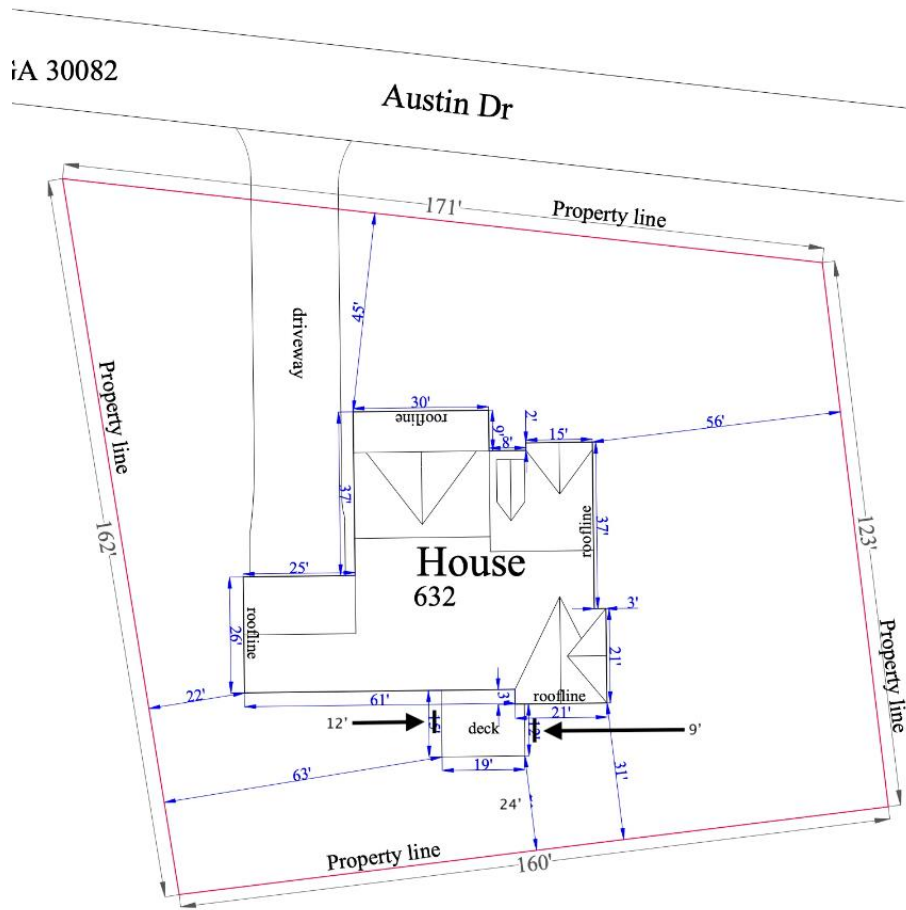 GA 30082
Austin Dr
171'
Property line
45'
driveway
Property line
30'
roofline
9'
8'
2'
15'
56'
37'
37'
roofline
123'
162'
House
632
25'
3'
roofline
26'
21'
Property line
22'
61'
3'
roofline
21'
12'
15'
deck
12'
9'
63'
19'
31'
24'
Property line
160'